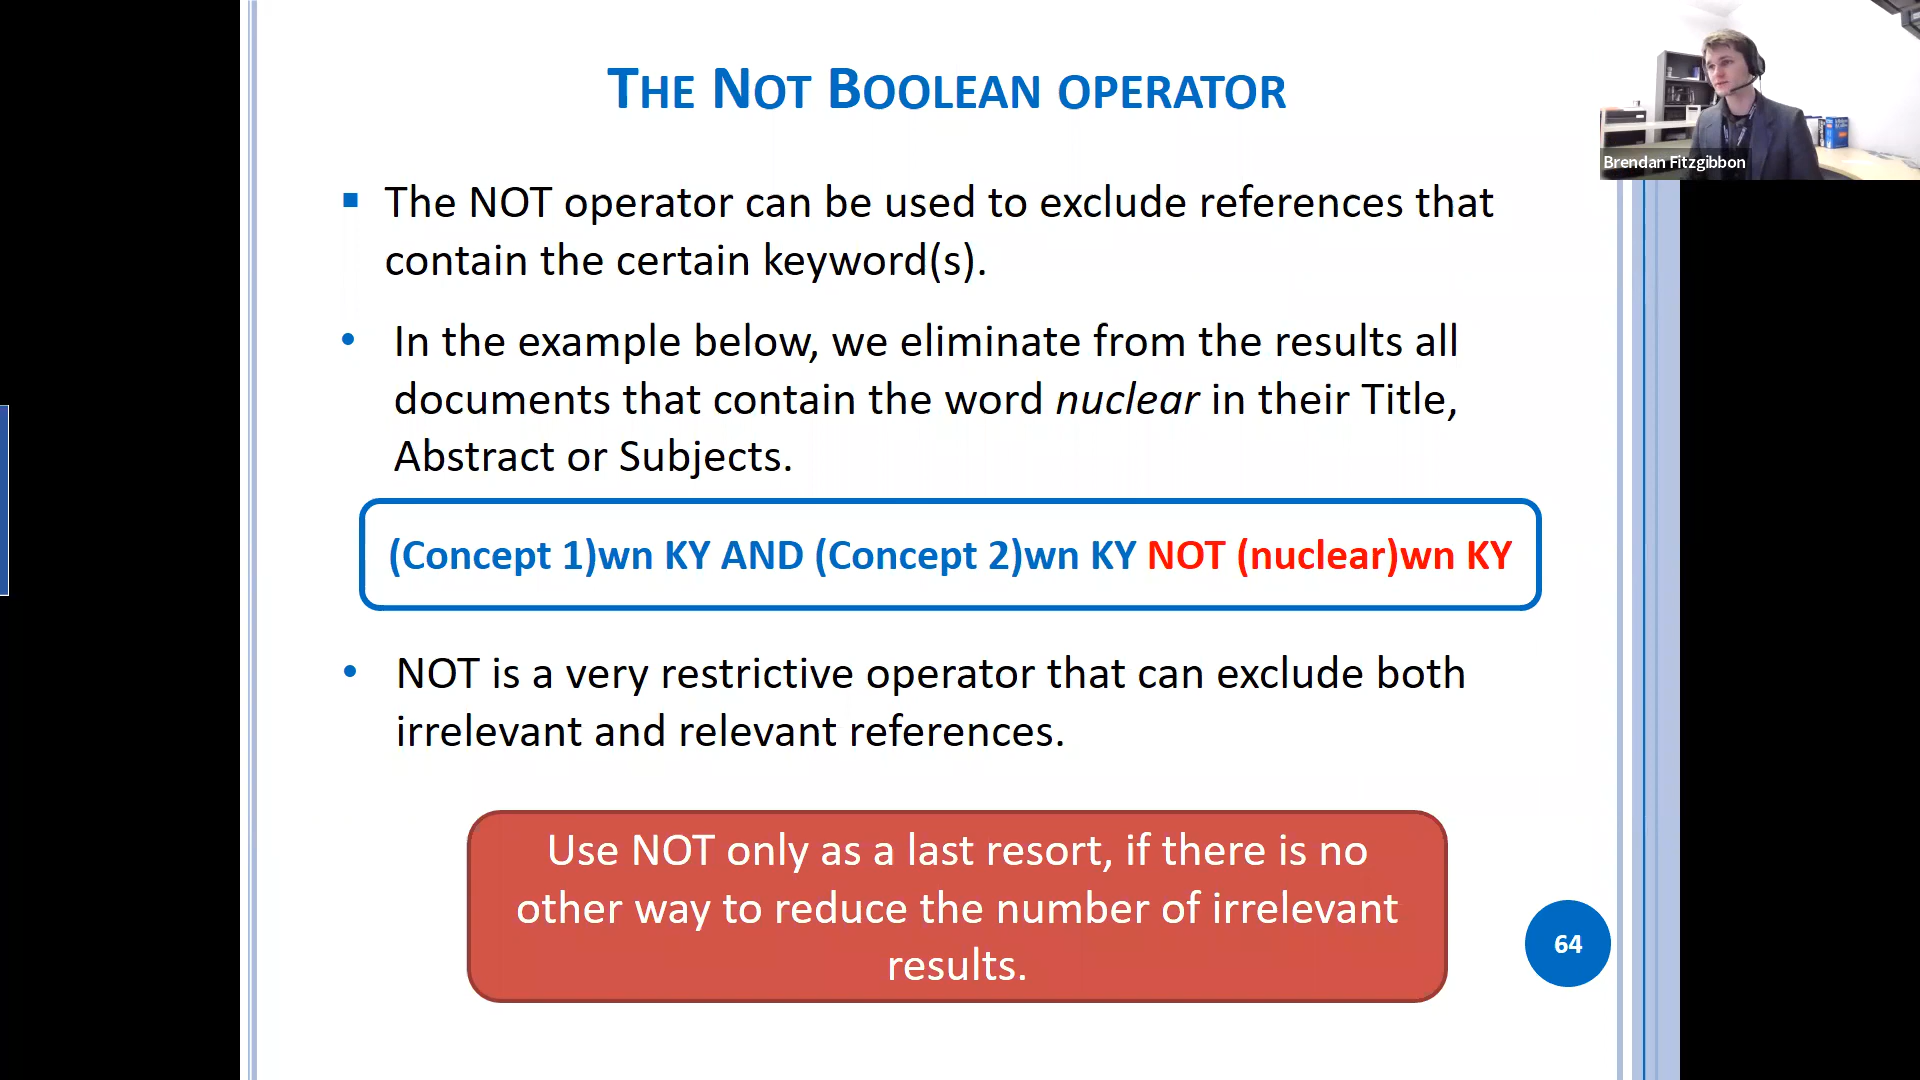 THE NOT BOOLEAN OPERATOR
Brendan Fitzgibbon
The NOT operator can be used to exclude references that
contain the certain keyword(s).
In the example below, we eliminate from the results all
documents that contain the word nuclear in their Title,
Abstract or Subjects.
(Concept 1)wn KY AND (Concept 2)wn KY NOT (nuclear)wn KY
NOT is a very restrictive operator that can exclude both
irrelevant and relevant references.
Use NOT only as a last resort, if there is no
other way to reduce the number of irrelevant
results.
64